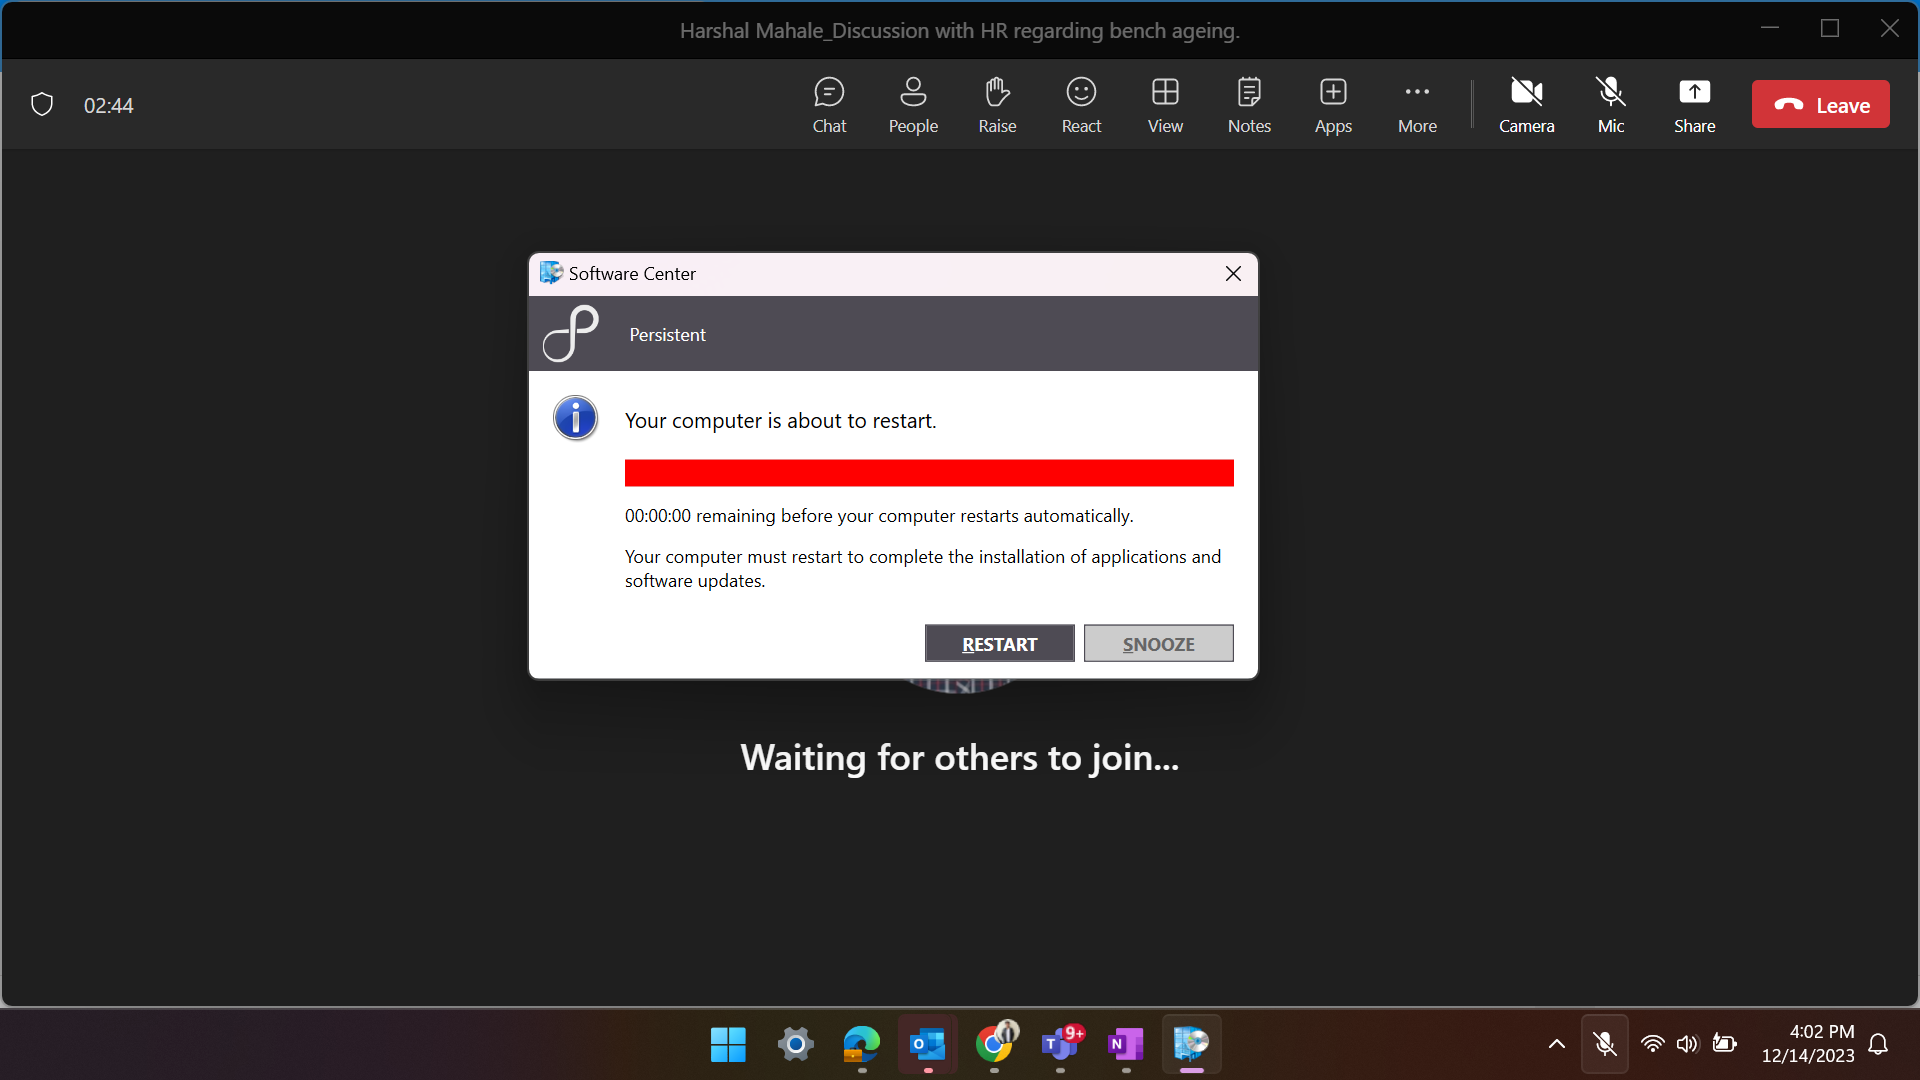 Harshal Mahale_Discussion with HR regarding bench ageing.
02:44
Chat
People
Raise
React
View
Notes
Apps
More
Camera
Mic
Share
Leave
Software Center
Persistent
Your computer is about to restart.
00:00:00 remaining before your computer restarts automatically.
Your computer must restart to complete the installation of applications and
software updates.
RESTART
SNOOZE
Waiting for others to join...
9+
4:02 PM
12/14/2023